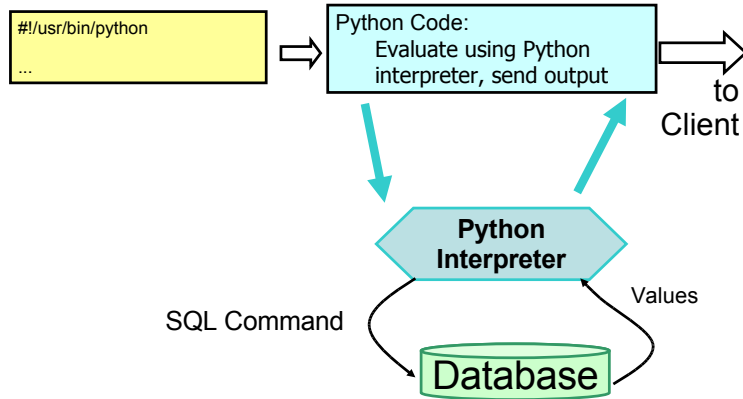 #!/usr/bin/python
...
Python Code:
Evaluate using Python
interpreter, send output
to
Client
Python
Interpreter
SQL Command
Values
Database